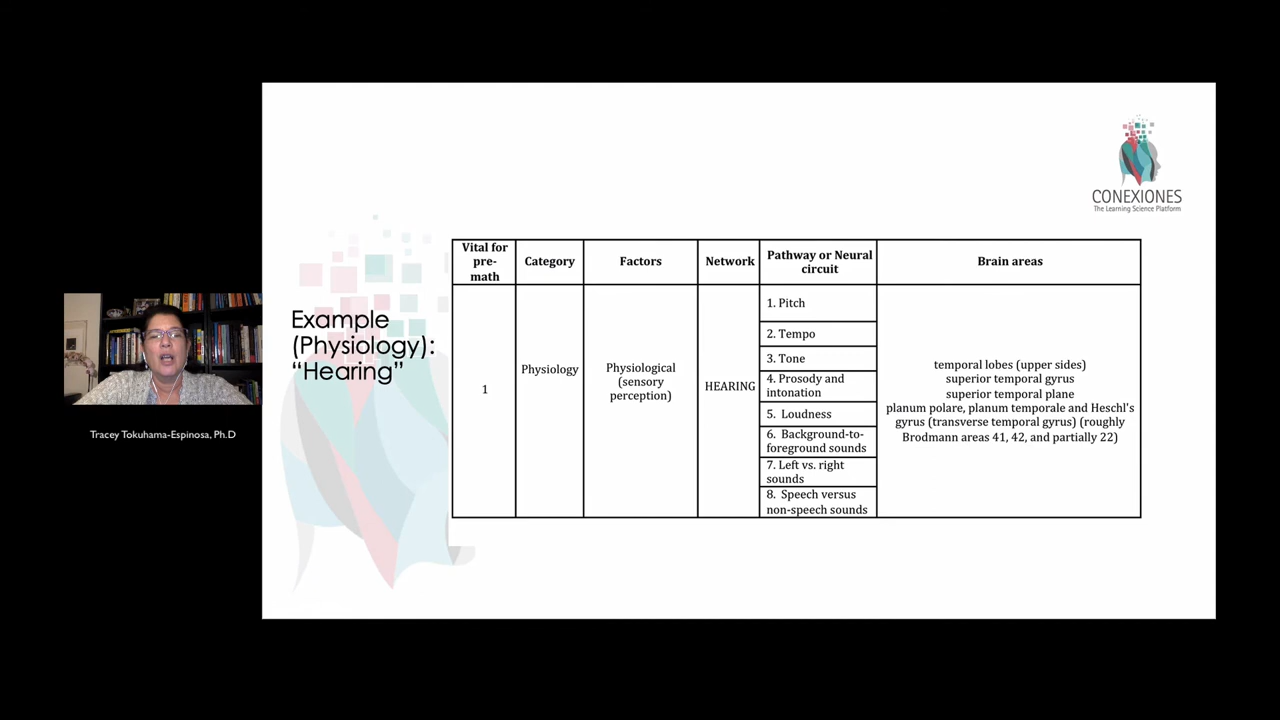 CONEXIONES
The Learning Science Platform
Example
(Physiology):
“Hearing”
Vital for
pre-
math
Category
Factors
Network
Pathway or Neural
circuit
Brain areas
1
Physiology
Physiological
(sensory
perception)
HEARING
1. Pitch
2. Tempo
3. Tone
4. Prosody and
intonation
5. Loudness
6. Background-to-
foreground sounds
7. Left vs. right
sounds
8. Speech versus
non-speech sounds
temporal lobes (upper sides)
superior temporal gyrus
superior temporal plane
planum polare, planum temporale and Heschl's
gyrus (transverse temporal gyrus) (roughly
Brodmann areas 41, 42, and partially 22)
Tracey Tokuhama-Espinosa, Ph.D